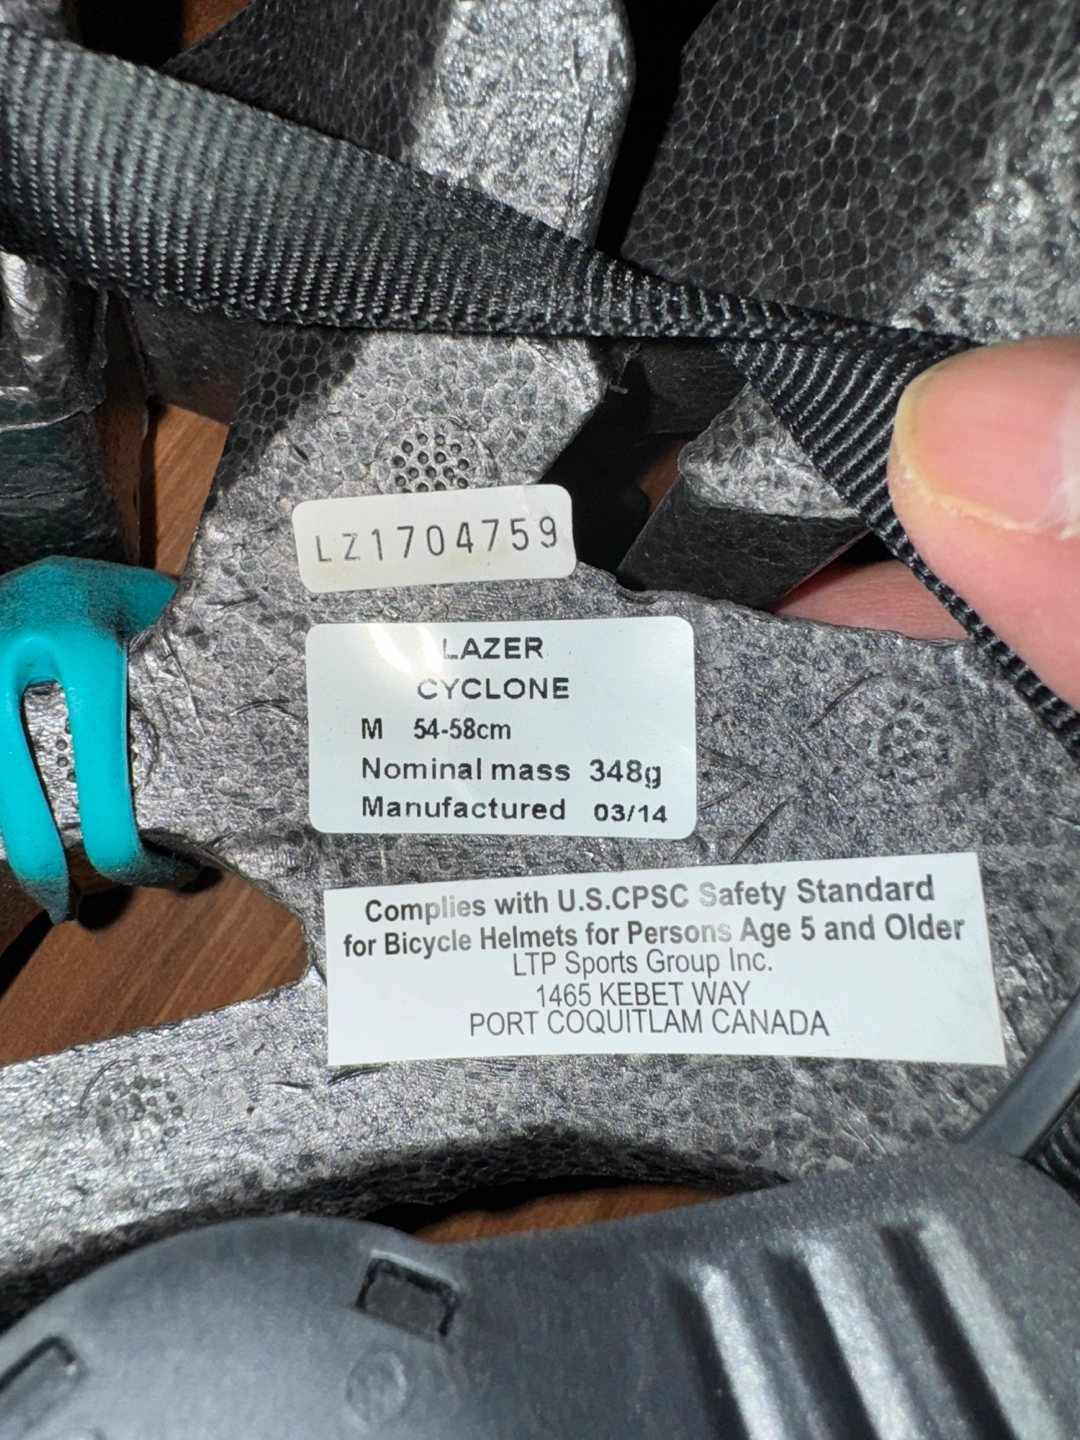 LZ1704759
LAZER
CYCLONE
M 54-58cm
Nominal mass 348g
Manufactured 03/14
Complies with U.S.CPSC Safety Standard
for Bicycle Helmets for Persons Age 5 and Older
LTP Sports Group Inc.
1465 KEBET WAY
PORT COQUITLAM CANADA